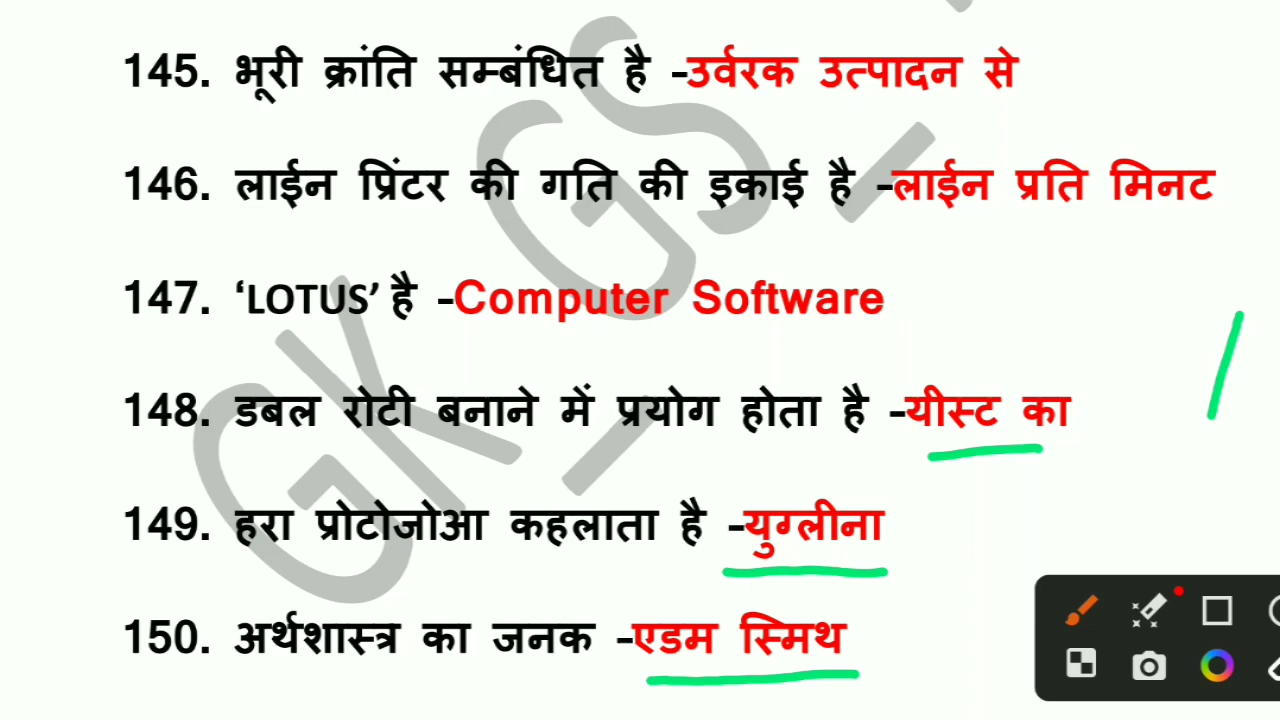 145. भूरी क्रांति सम्बंधित है -उर्वरक उत्पादन से
146. लाईन प्रिंटर की गति की इकाई है -लाईन प्रति मिनट
147. ‘LOTUS’ है -Computer Software
148. डबल रोटी बनाने में प्रयोग होता है -यीस्ट का
149. हरा प्रोटोजोआ कहलाता है -युग्लीना
150. अर्थशास्त्र का जनक -एडम स्मिथ
GK_GS_